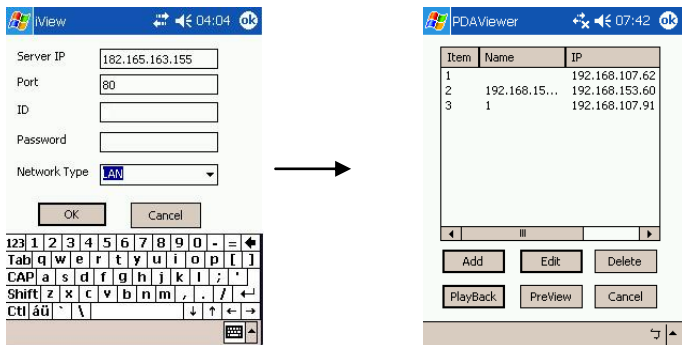 iView 04:04 ok
Server IP 182.165.163.155
Port 80
ID
Password
Network Type LAN
OK Cancel
123 1 2 3 4 5 6 7 8 9 0 - =
Tab q w e r t y u i o p [ ]
CAP a s d f g h j k l ; '
Shift z x c v b n m , . /
Ctl áü ` \
PDAViewer 07:42 ok
Item Name IP
1 192.168.107.62
2 192.168.15... 192.168.153.60
3 1 192.168.107.91
Add Edit Delete
PlayBack PreView Cancel